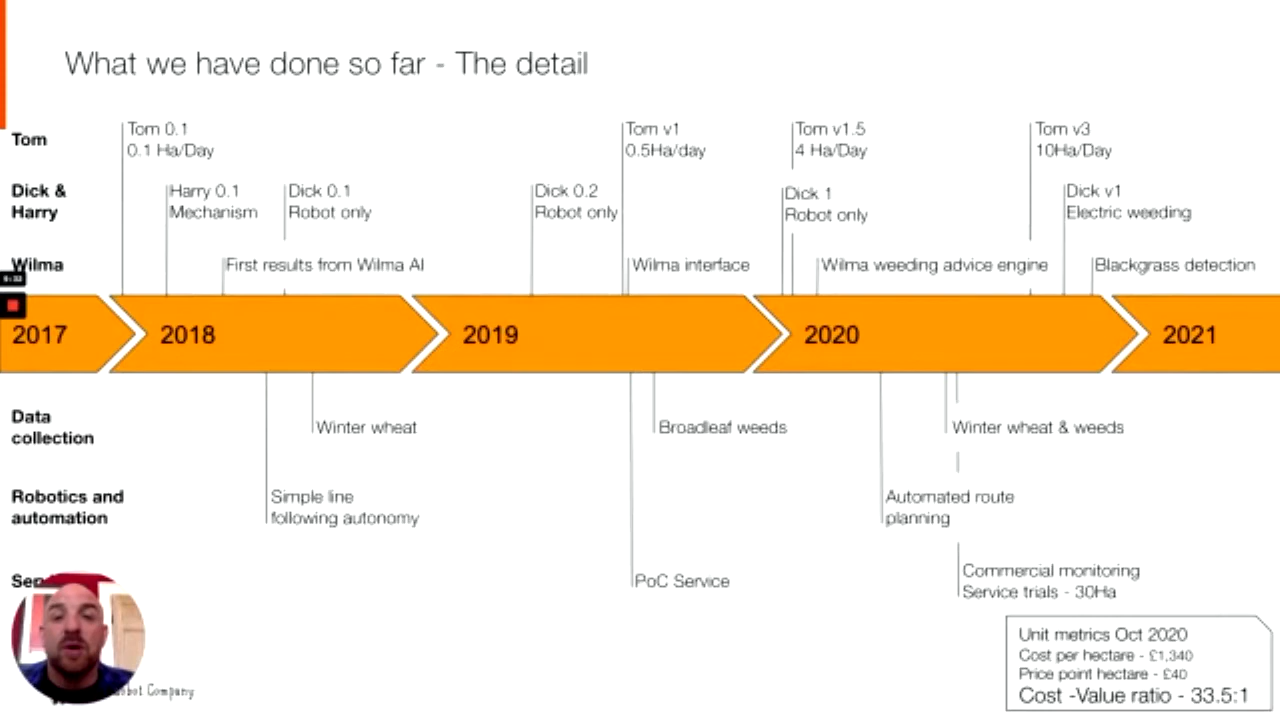 What we have done so far - The detail
Tom
Tom 0.1
0.1 Ha/Day
Tom v1
0.5Ha/day
Tom v1.5
4 Ha/Day
Tom v3
10Ha/Day
Dick &
Harry
Harry 0.1
Mechanism
Dick 0.1
Robot only
Dick 0.2
Robot only
Dick 1
Robot only
Dick v1
Electric weeding
Wilma
First results from Wilma AI
Wilma interface
Wilma weeding advice engine
Blackgrass detection
2017
2018
2019
2020
2021
Data
collection
Winter wheat
Broadleaf weeds
Winter wheat & weeds
Robotics and
automation
Simple line
following autonomy
Automated route
planning
PoC Service
Commercial monitoring
Service trials - 30Ha
Unit metrics Oct 2020
Cost per hectare - £1,340
Price point hectare - £40
Cost -Value ratio - 33.5:1
Company